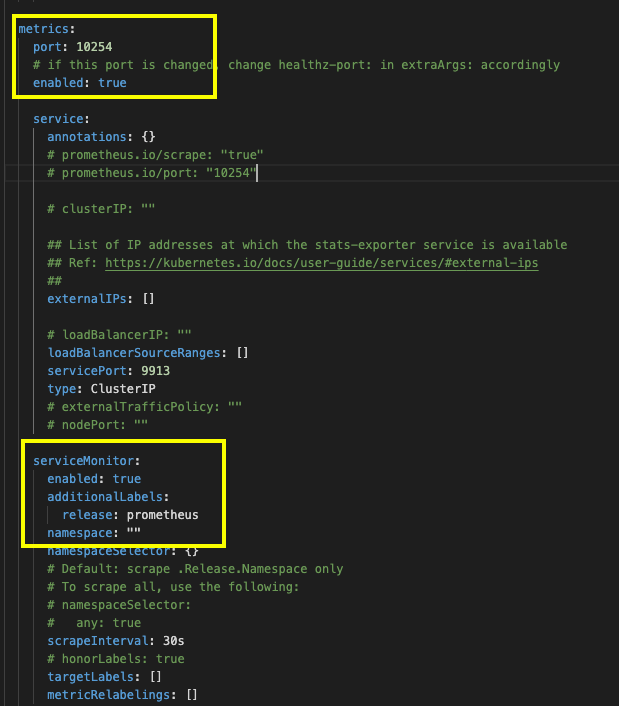 metrics:
port: 10254
# if this port is changed, change healthz-port: in extraArgs: accordingly
enabled: true
service:
annotations: {}
# prometheus.io/scrape: "true"
# prometheus.io/port: "10254"
# clusterIP: ""
## List of IP addresses at which the stats-exporter service is available
## Ref: https://kubernetes.io/docs/user-guide/services/#external-ips
##
externalIPs: []
# loadBalancerIP: ""
loadBalancerSourceRanges: []
servicePort: 9913
type: ClusterIP
# externalTrafficPolicy: ""
# nodePort: ""
serviceMonitor:
enabled: true
additionalLabels:
release: prometheus
namespace: ""
namespaceSelector: {}
# Default: scrape .Release.Namespace only
# To scrape all, use the following:
# namespaceSelector:
#   any: true
scrapeInterval: 30s
# honorLabels: true
targetLabels: []
metricRelabelings: []